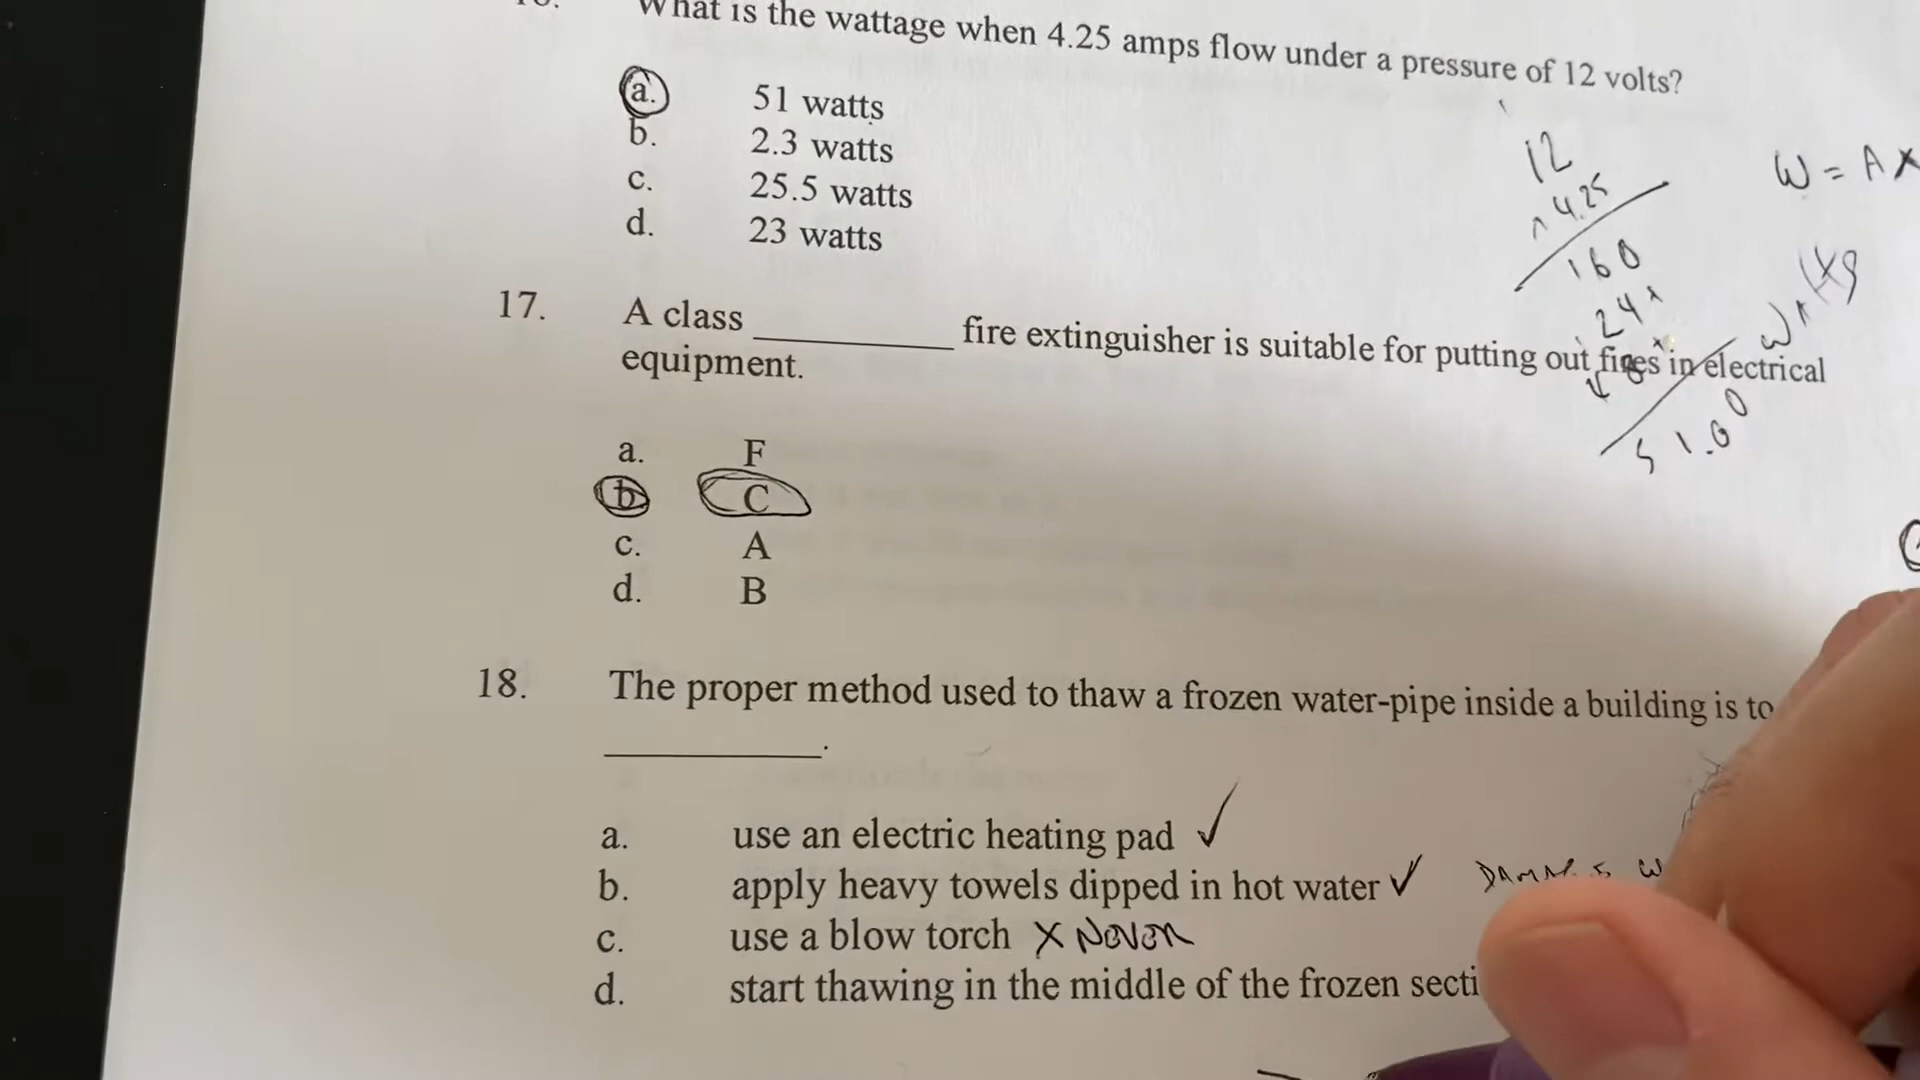 What is the wattage when 4.25 amps flow under a pressure of 12 volts?
a. 51 watts
b. 2.3 watts
c. 25.5 watts
d. 23 watts
12
4.25
160
24
51.00
W = A x
17. A class __________ fire extinguisher is suitable for putting out fires in electrical
equipment.
a. F
b. C
c. A
d. B
18. The proper method used to thaw a frozen water-pipe inside a building is to
__________.
a. use an electric heating pad ✓
b. apply heavy towels dipped in hot water ✓
c. use a blow torch X Never
d. start thawing in the middle of the frozen secti